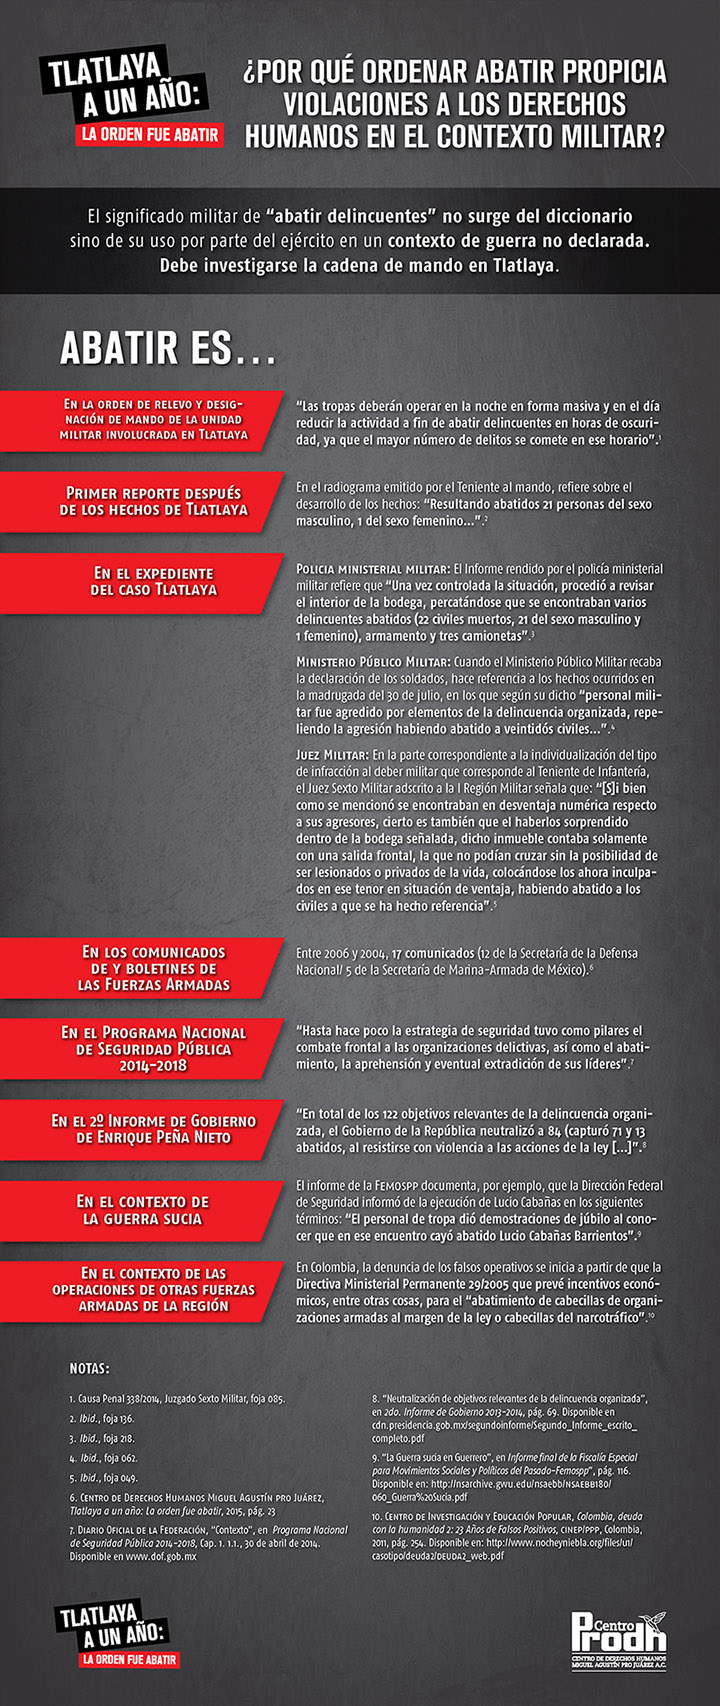 TLATLAYA
A UN AÑO:
LA ORDEN FUE ABATIR
¿POR QUÉ ORDENAR ABATIR PROPICIA
VIOLACIONES A LOS DERECHOS
HUMANOS EN EL CONTEXTO MILITAR?
El significado militar de “abatir delincuentes” no surge del diccionario
sino de su uso por parte del ejército en un contexto de guerra no declarada.
Debe investigarse la cadena de mando en Tlatlaya.
ABATIR ES...
En la orden de relevo y desig-
nación de mando de la unidad
militar involucrada en Tlatlaya
“Las tropas deberán operar en la noche en forma masiva y en el día
reducir la actividad a fin de abatir delincuentes en horas de oscuri-
dad, ya que el mayor número de delitos se comete en ese horario”.¹
Primer reporte después
de los hechos de Tlatlaya
En el radiograma emitido por el Teniente al mando, refiere sobre el
desarrollo de los hechos: “Resultando abatidos 21 personas del sexo
masculino, 1 del sexo femenino...”.²
En el expediente
del caso Tlatlaya
Policia ministerial militar: El Informe rendido por el policía ministerial
militar refiere que “Una vez controlada la situación, procedió a revisar
el interior de la bodega, percatándose que se encontraban varios
delincuentes abatidos (22 civiles muertos, 21 del sexo masculino y
1 femenino), armamento y tres camionetas”.³
Ministerio Público Militar: Cuando el Ministerio Público Militar recaba
la declaración de los soldados, hace referencia a los hechos ocurridos en
la madrugada del 30 de julio, en los que según su dicho “personal mili-
tar fue agredido por elementos de la delincuencia organizada, repe-
liendo la agresión habiendo abatido a veintidós civiles...”.⁴
Juez Militar: En la parte correspondiente a la individualización del tipo
de infracción al deber militar que corresponde al Teniente de Infantería,
el Juez Sexto Militar adscrito a la I Región Militar señala que: “[S]i bien
como se mencionó se encontraban en desventaja numérica respecto
a sus agresores, cierto es también que el haberlos sorprendido
dentro de la bodega señalada, dicho inmueble contaba solamente
con una salida frontal, la que no podían cruzar sin la posibilidad de
ser lesionados o privados de la vida, colocándose los ahora inculpa-
dos en ese tenor en situación de ventaja, habiendo abatido a los
civiles a que se ha hecho referencia”.⁵
En los comunicados
de y boletines de
las Fuerzas Armadas
Entre 2006 y 2004, 17 comunicados (12 de la Secretaría de la Defensa
Nacional/ 5 de la Secretaría de Marina-Armada de México).⁶
En el Programa Nacional
de Seguridad Pública
2014-2018
“Hasta hace poco la estrategia de seguridad tuvo como pilares el
combate frontal a las organizaciones delictivas, así como el abati-
miento, la aprehensión y eventual extradición de sus líderes”.⁷
En el 2º Informe de Gobierno
de Enrique Peña Nieto
“En total de los 122 objetivos relevantes de la delincuencia organi-
zada, el Gobierno de la República neutralizó a 84 (capturó 71 y 13
abatidos, al resistirse con violencia a las acciones de la ley [...]”.⁸
En el contexto de
la guerra sucia
El informe de la Femospp documenta, por ejemplo, que la Dirección Federal
de Seguridad informó de la ejecución de Lucio Cabañas en los siguientes
términos: “El personal de tropa dió demostraciones de júbilo al cono-
cer que en ese encuentro cayó abatido Lucio Cabañas Barrientos”.⁹
En el contexto de las
operaciones de otras fuerzas
armadas de la región
En Colombia, la denuncia de los falsos operativos se inicia a partir de que la
Directiva Ministerial Permanente 29/2005 que prevé incentivos econó-
micos, entre otras cosas, para el “abatimiento de cabecillas de organi-
zaciones armadas al margen de la ley o cabecillas del narcotráfico”.¹⁰
NOTAS:
1. Causa Penal 338/2014, Juzgado Sexto Militar, foja 085.
2. Ibid., foja 136.
3. Ibid., foja 218.
4. Ibid., foja 062.
5. Ibid., foja 049.
6. Centro de Derechos Humanos Miguel Agustín pro Juárez,
Tlatlaya a un año: La orden fue abatir, 2015, pág. 23
7. Diario Oficial de la Federación, “Contexto”, en Programa Nacional
de Seguridad Pública 2014-2018, Cap. 1. 1.1., 30 de abril de 2014.
Disponible en www.dof.gob.mx
8. “Neutralización de objetivos relevantes de la delincuencia organizada”,
en 2do. Informe de Gobierno 2013-2014, pág. 69. Disponible en
cdn.presidencia.gob.mx/segundoinforme/Segundo_Informe_escrito_
completo.pdf
9. “La Guerra sucia en Guerrero”, en Informe final de la Fiscalía Especial
para Movimientos Sociales y Políticos del Pasado-Femospp”, pág. 116.
Disponible en: http://nsarchive.gwu.edu/nsaebb/nsaebb180/
060_Guerra%20Sucia.pdf
10. Centro de Investigación y Educación Popular, Colombia, deuda
con la humanidad 2: 23 Años de Falsos Positivos, cinep/ppp, Colombia,
2011, pág. 254. Disponible en: http://www.nocheyniebla.org/files/u1/
casotipo/deuda2/deuda2_web.pdf
TLATLAYA
A UN AÑO:
LA ORDEN FUE ABATIR
Centro
Prodh
CENTRO DE DERECHOS HUMANOS
MIGUEL AGUSTÍN PRO JUÁREZ A.C.